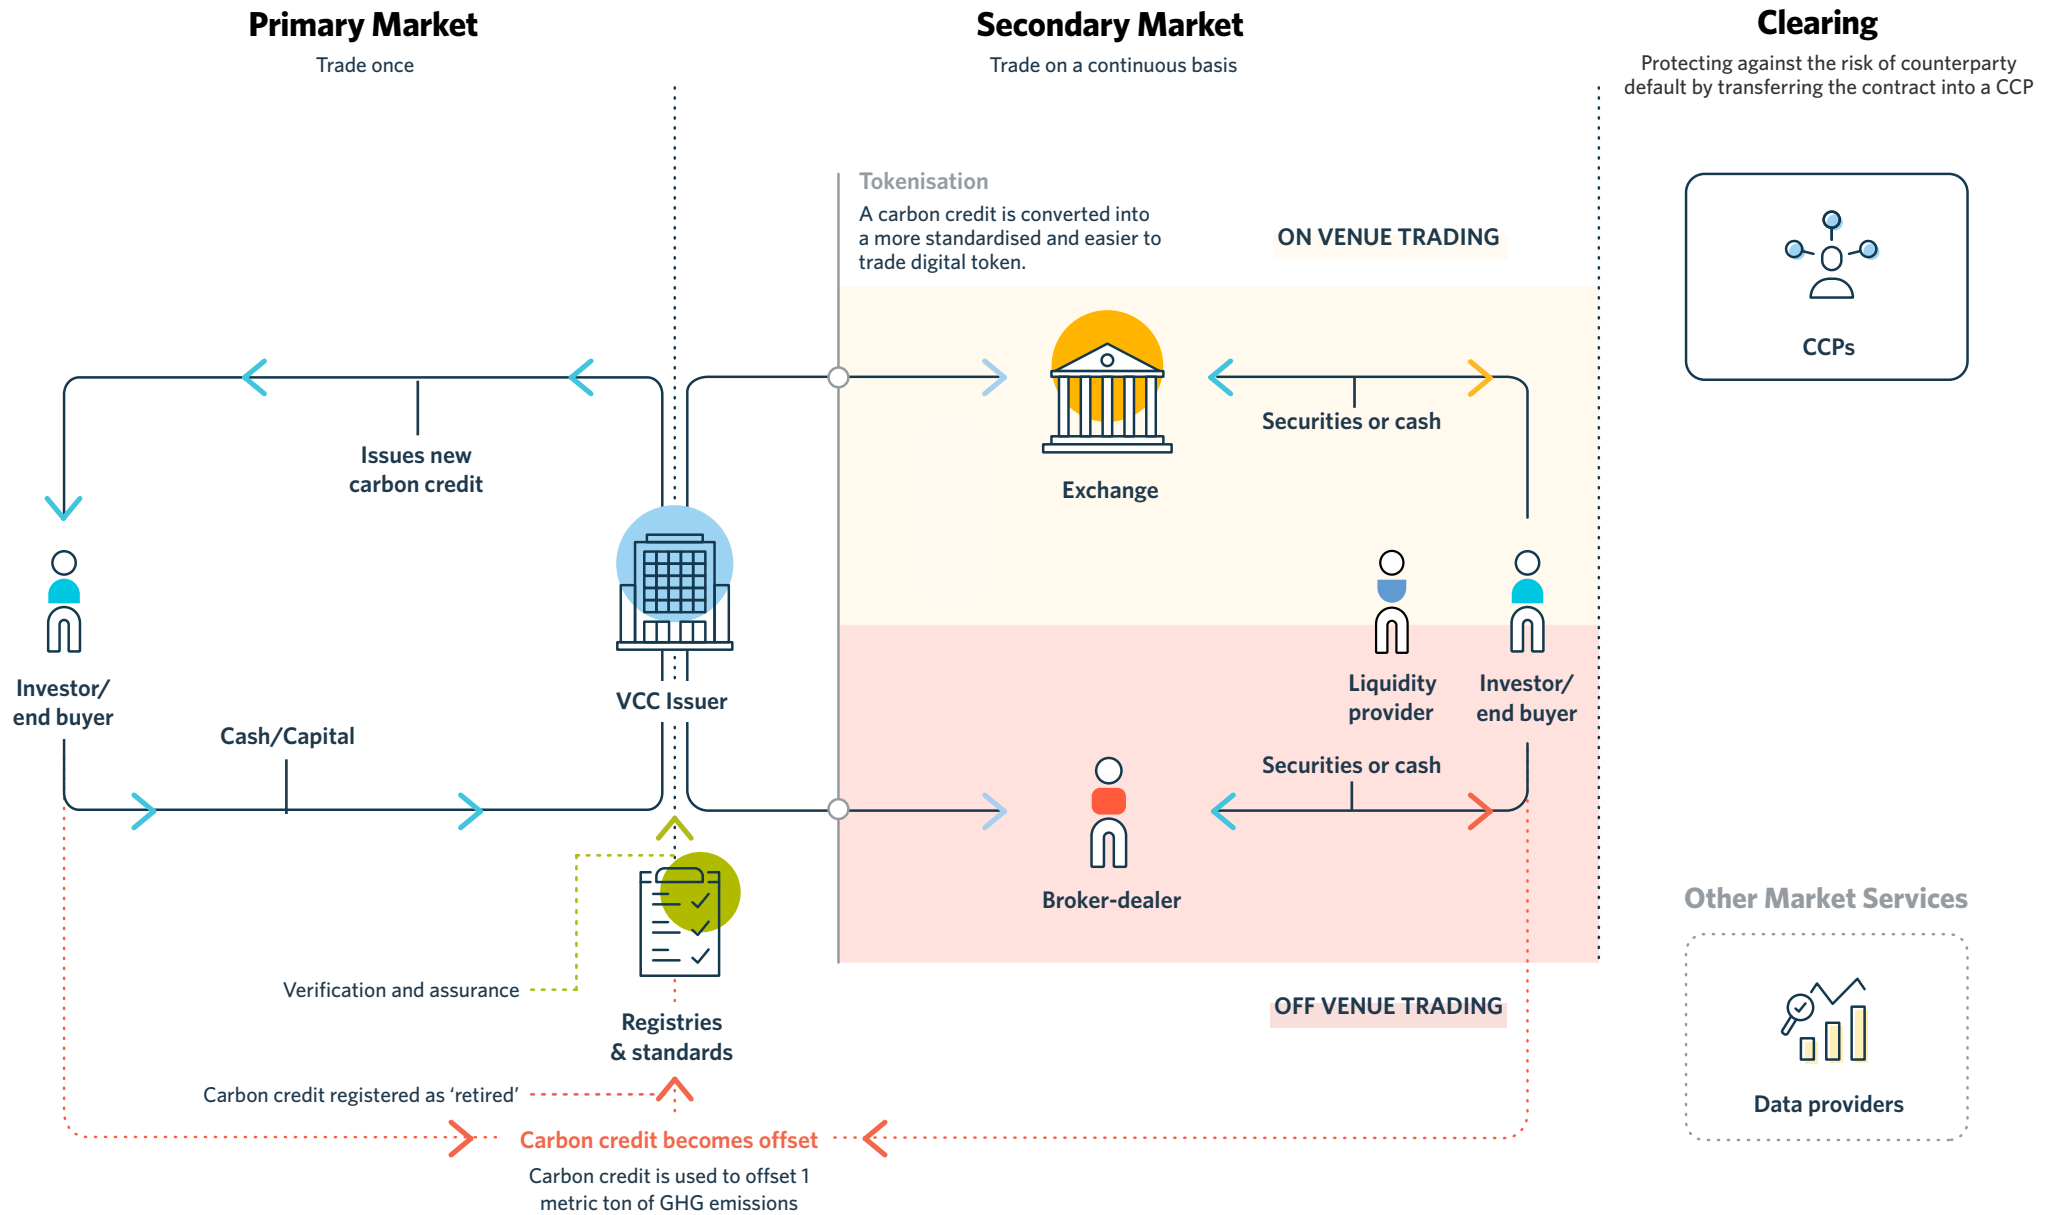 Primary Market
Trade once
Secondary Market
Trade on a continuous basis
Clearing
Protecting against the risk of counterparty
default by transferring the contract into a CCP
Tokenisation
A carbon credit is converted into
a more standardised and easier to
trade digital token.
ON VENUE TRADING
CCPs
Issues new
carbon credit
Securities or cash
Exchange
Investor/
end buyer
VCC Issuer
Liquidity
provider
Investor/
end buyer
Cash/Capital
Securities or cash
Broker-dealer
Other Market Services
Verification and assurance
Registries
& standards
OFF VENUE TRADING
Carbon credit registered as ‘retired’
Data providers
Carbon credit becomes offset
Carbon credit is used to offset 1
metric ton of GHG emissions